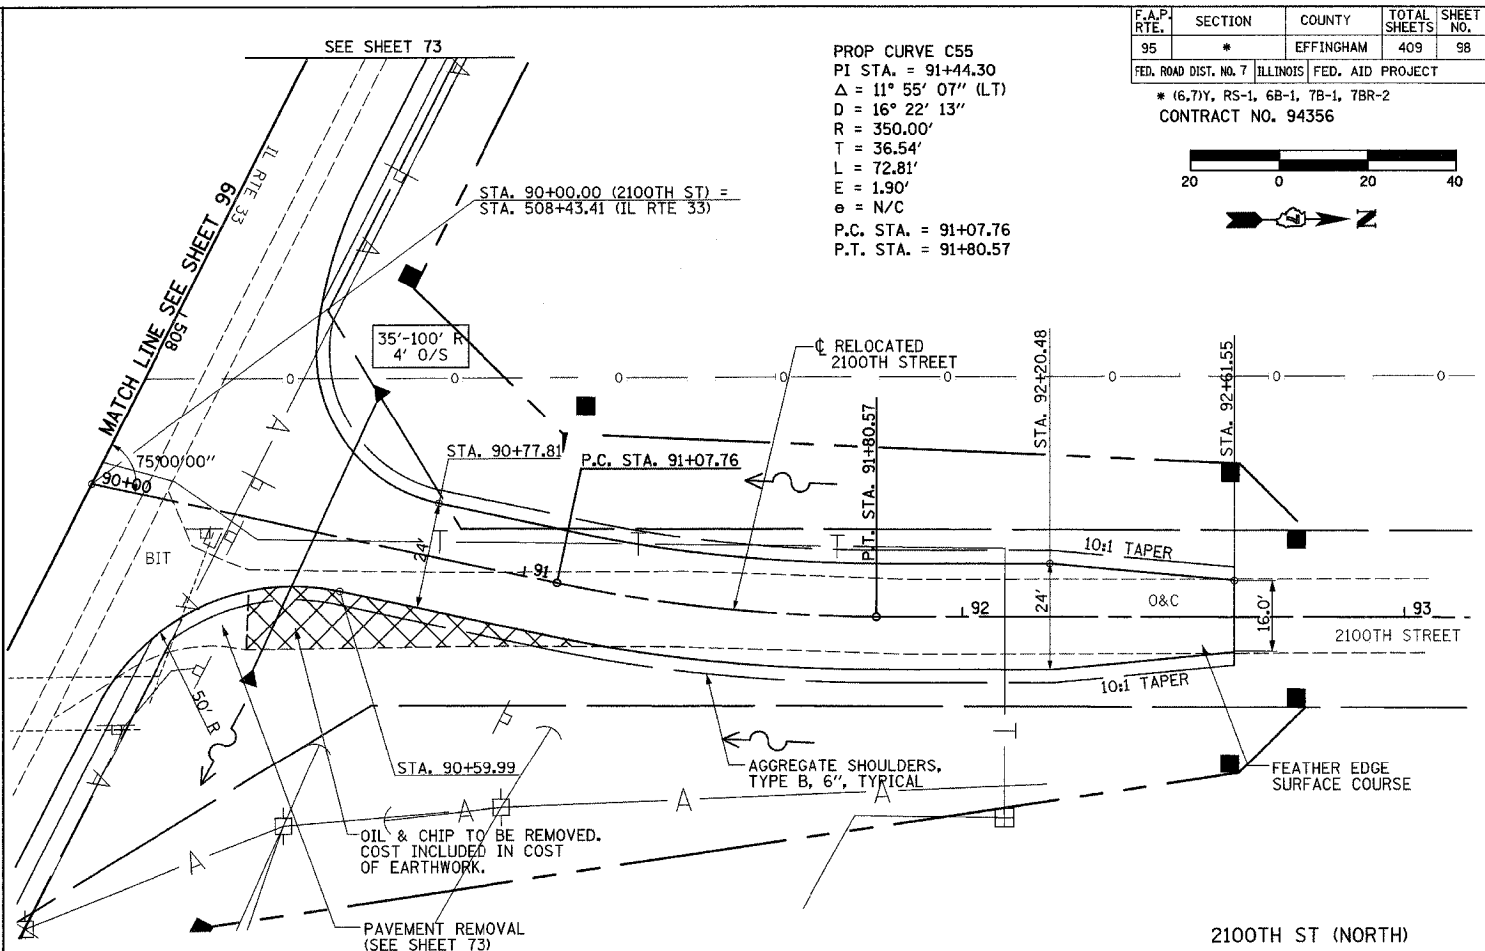 F.A.P. RTE. SECTION COUNTY TOTAL SHEETS SHEET NO.
95 * EFFINGHAM 409 98
FED. ROAD DIST. NO. 7 ILLINOIS FED. AID PROJECT
* (6,7)Y, RS-1, 6B-1, 7B-1, 7BR-2
CONTRACT NO. 94356
20 0 20 40
N
SEE SHEET 73
PROP CURVE C55
PI STA. = 91+44.30
Δ = 11° 55' 07" (LT)
D = 16° 22' 13"
R = 350.00'
T = 36.54'
L = 72.81'
E = 1.90'
e = N/C
P.C. STA. = 91+07.76
P.T. STA. = 91+80.57
IL RTE 33
MATCH LINE SEE SHEET 99
508
808
STA. 90+00.00 (2100TH ST) =
STA. 508+43.41 (IL RTE 33)
35'-100' R
4' O/S
℄ RELOCATED
2100TH STREET
STA. 92+20.48
STA. 92+61.55
P.T. STA. 91+80.57
75°00'00"
90+00
STA. 90+77.81
P.C. STA. 91+07.76
BIT
24'
91
10:1 TAPER
92
24'
O&C
16.0'
93
2100TH STREET
10:1 TAPER
50' R
STA. 90+59.99
AGGREGATE SHOULDERS,
TYPE B, 6", TYPICAL
FEATHER EDGE
SURFACE COURSE
OIL & CHIP TO BE REMOVED.
COST INCLUDED IN COST
OF EARTHWORK.
PAVEMENT REMOVAL
(SEE SHEET 73)
A A A A A A A A
T T T T
2100TH ST (NORTH)